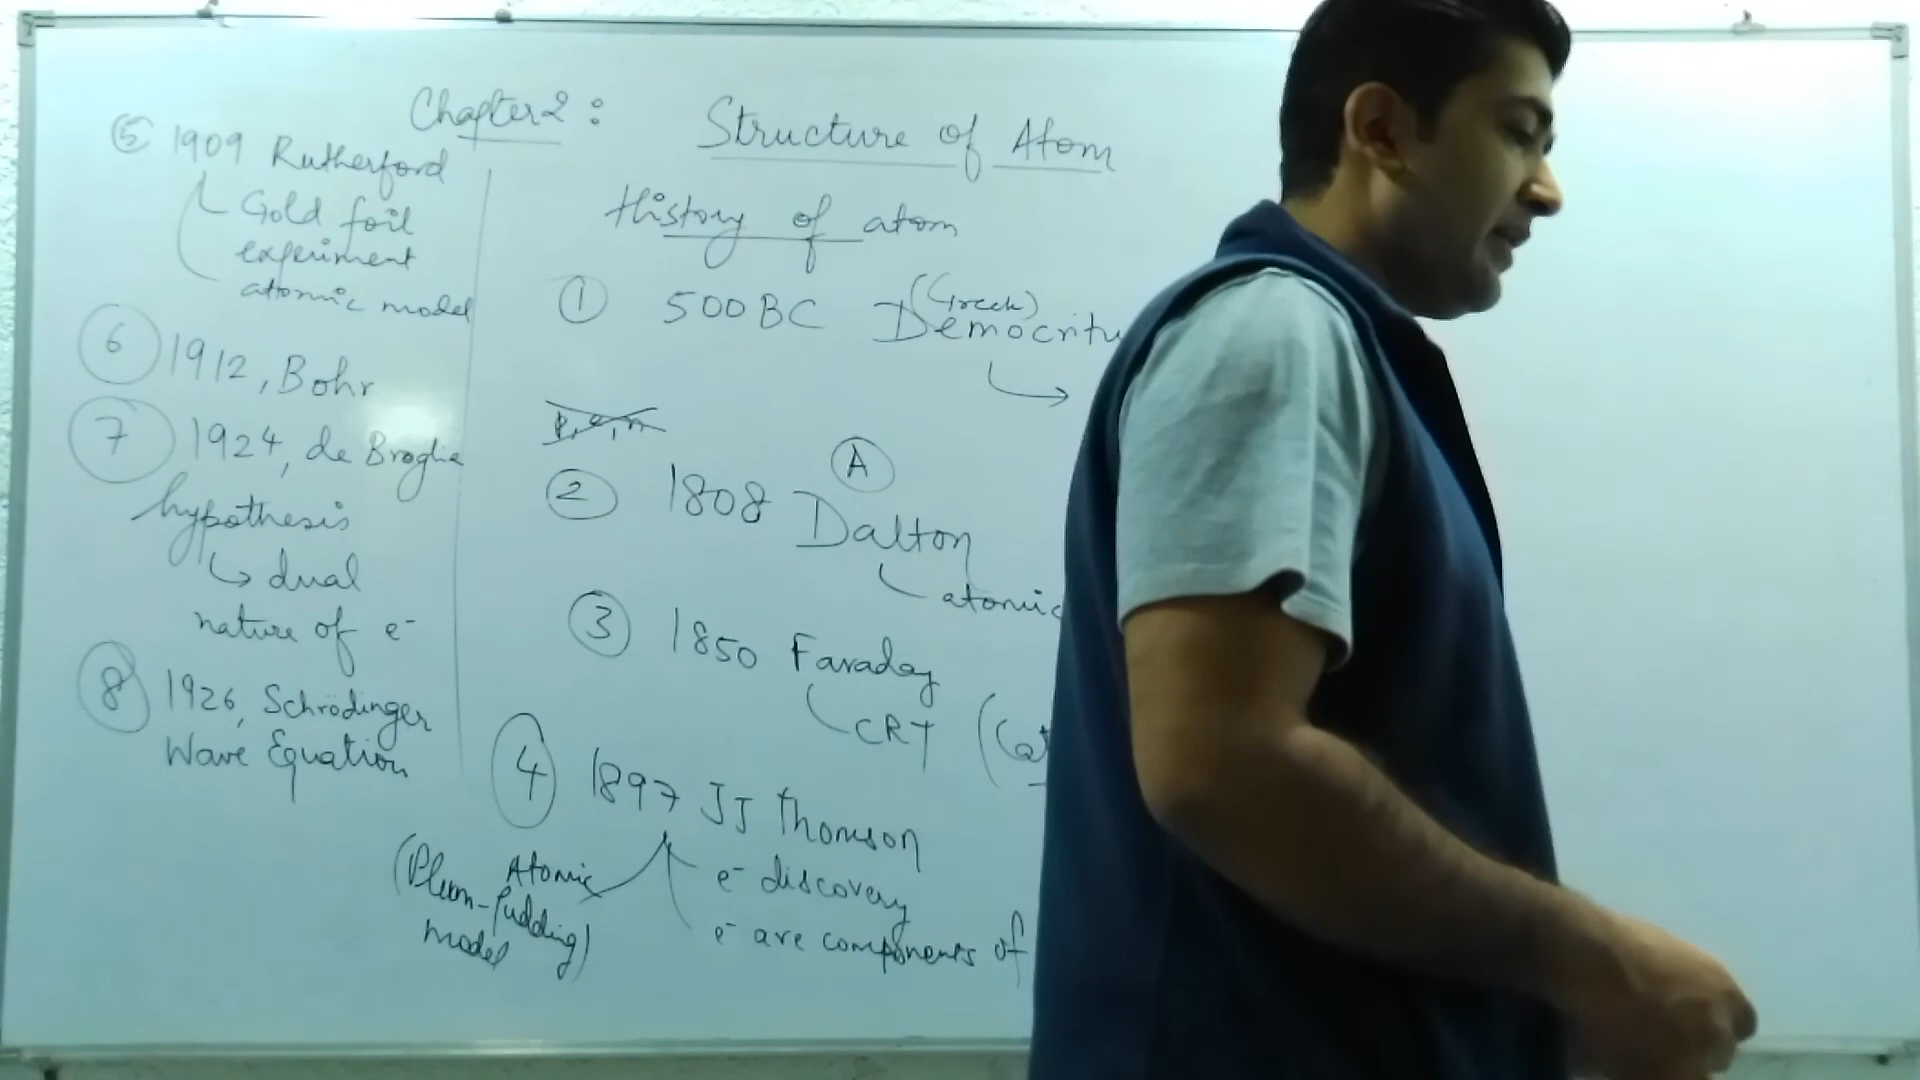 Chapter 2 : Structure of Atom
History of atom
① 500 BC Democritu
(Greek)
p, e, n
② 1808 Dalton
A
atomic
③ 1850 Faraday
CRT (Cat
④ 1897 JJ Thomson
e⁻ discovery
e⁻ are components of
Atomic
(Plum-Pudding)
model
⑤ 1909 Rutherford
Gold foil
experiment
atomic model
⑥ 1912, Bohr
⑦ 1924, de Broglie
hypothesis
↳ dual
nature of e⁻
⑧ 1926, Schrödinger
Wave Equation